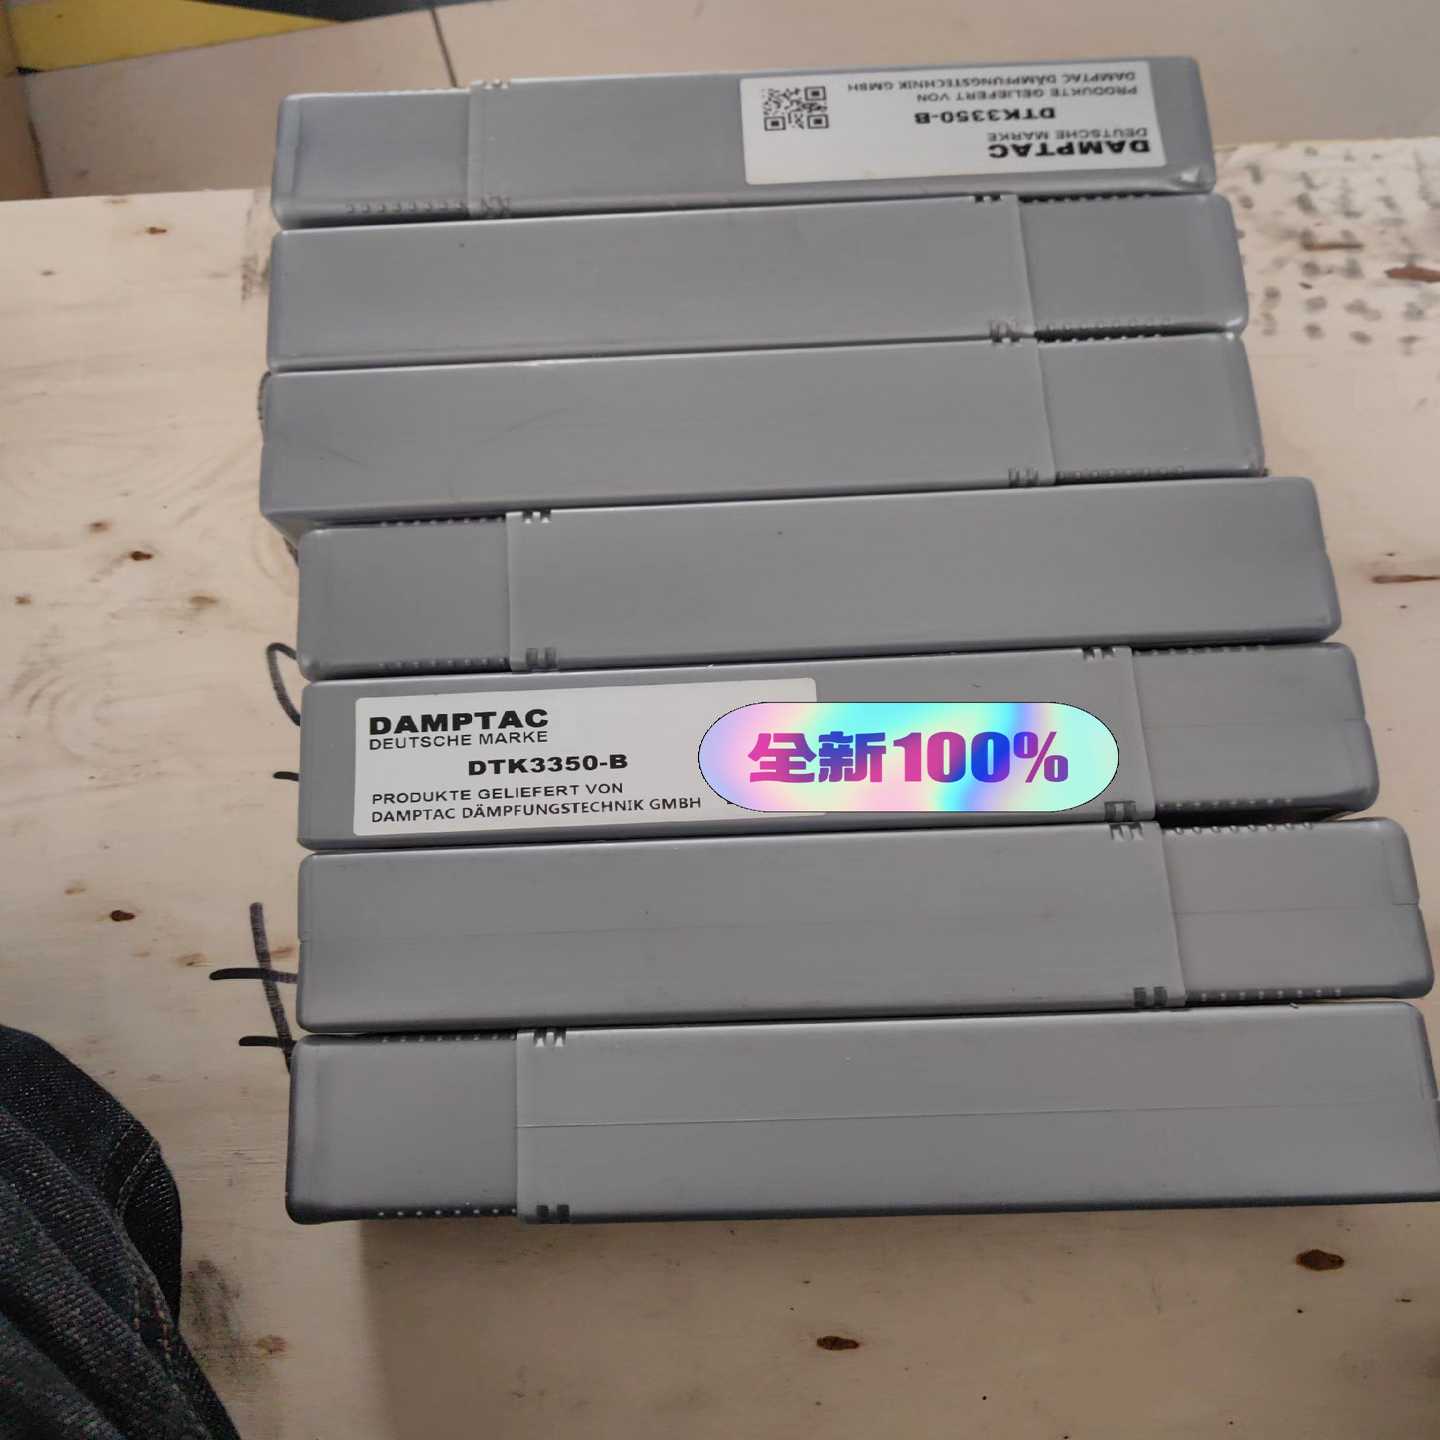 DAMPTAC
DEUTSCHE MARKE
DTK3350-B
PRODUKTE GELIEFERT VON
DAMPTAC DÄMPFUNGSTECHNIK GMBH
DAMPTAC
DEUTSCHE MARKE
DTK3350-B
PRODUKTE GELIEFERT VON
DAMPTAC DÄMPFUNGSTECHNIK GMBH
全新100%